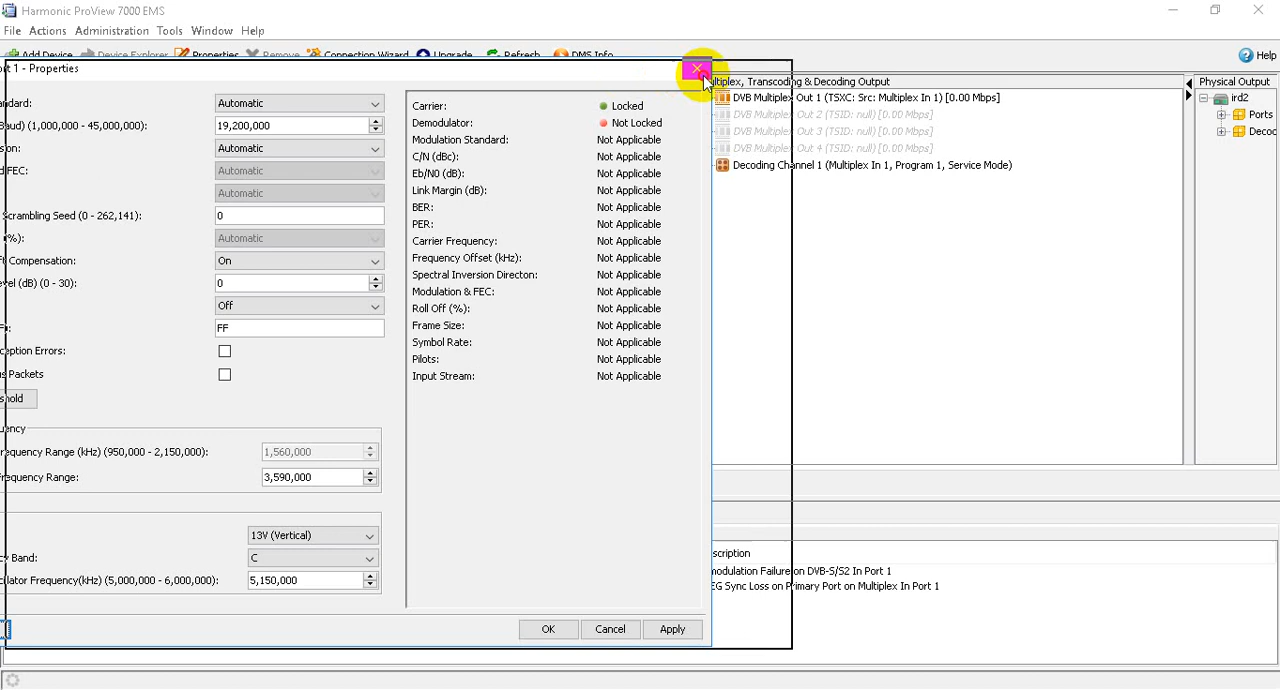 Harmonic ProView 7000 EMS
File Actions Administration Tools Window Help
Add Device Device Explorer Properties Remove Connection Wizard Upgrade Refresh DMS Info Help
ort 1 - Properties
ultiplex, Transcoding & Decoding Output
Physical Output
andard: Automatic
Baud) (1,000,000 - 45,000,000): 19,200,000
sion: Automatic
d FEC: Automatic
Automatic
Scrambling Seed (0 - 262,141): 0
(%): Automatic
ft Compensation: On
evel (dB) (0 - 30): 0
Off
FF
ception Errors:
s Packets
shold
uency
requency Range (kHz) (950,000 - 2,150,000): 1,560,000
requency Range: 3,590,000
13V (Vertical)
cy Band: C
cillator Frequency(kHz) (5,000,000 - 6,000,000): 5,150,000
Carrier: Locked
Demodulator: Not Locked
Modulation Standard: Not Applicable
C/N (dBc): Not Applicable
Eb/N0 (dB): Not Applicable
Link Margin (dB): Not Applicable
BER: Not Applicable
PER: Not Applicable
Carrier Frequency: Not Applicable
Frequency Offset (kHz): Not Applicable
Spectral Inversion Directon: Not Applicable
Modulation & FEC: Not Applicable
Roll Off (%): Not Applicable
Frame Size: Not Applicable
Symbol Rate: Not Applicable
Pilots: Not Applicable
Input Stream: Not Applicable
OK Cancel Apply
DVB Multiplex Out 1 (TSXC: Src: Multiplex In 1) [0.00 Mbps]
DVB Multiplex Out 2 (TSID: null) [0.00 Mbps]
DVB Multiplex Out 3 (TSID: null) [0.00 Mbps]
DVB Multiplex Out 4 (TSID: null) [0.00 Mbps]
Decoding Channel 1 (Multiplex In 1, Program 1, Service Mode)
ird2
Ports
Decod
scription
modulation Failure on DVB-S/S2 In Port 1
EG Sync Loss on Primary Port on Multiplex In Port 1